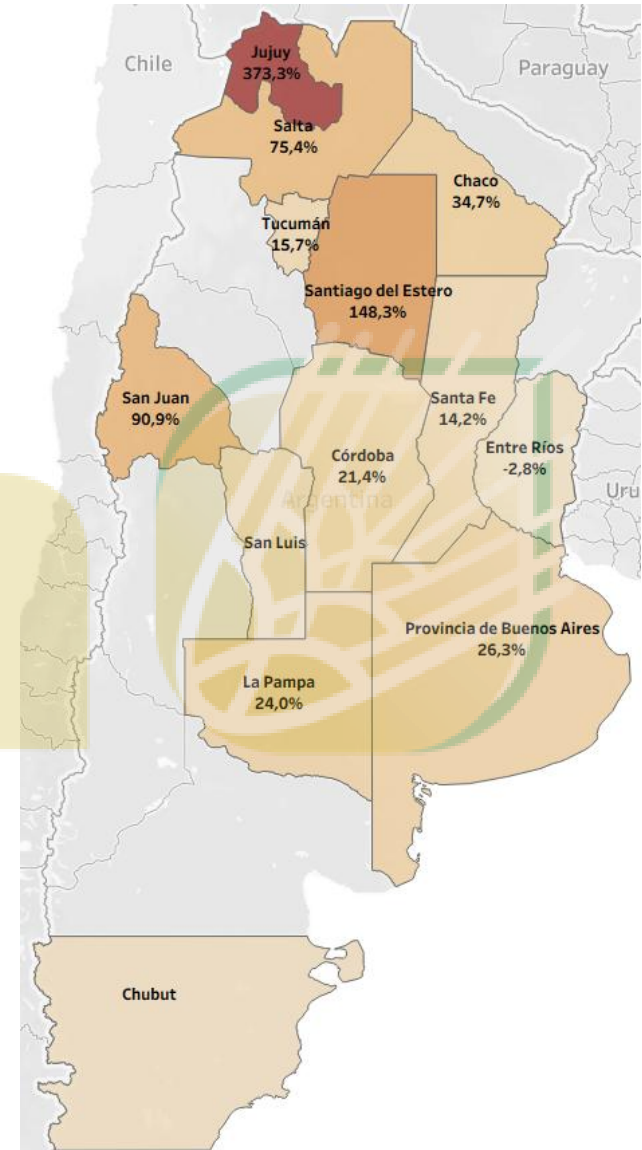 Jujuy
373,3%
Chile
Paraguay
Salta
75,4%
Chaco
34,7%
Tucumán
15,7%
Santiago del Estero
148,3%
San Juan
90,9%
Santa Fe
14,2%
Entre Ríos
-2,8%
Córdoba
21,4%
Uru
Argentina
San Luis
Provincia de Buenos Aires
26,3%
La Pampa
24,0%
Chubut